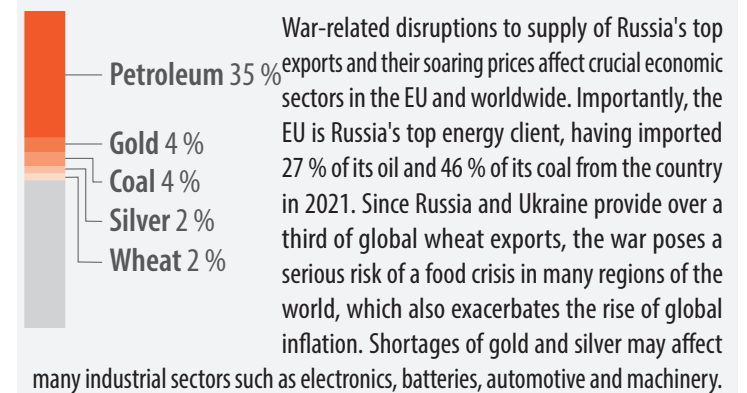 Petroleum 35 %
Gold 4 %
Coal 4 %
Silver 2 %
Wheat 2 %
War-related disruptions to supply of Russia's top
exports and their soaring prices affect crucial economic
sectors in the EU and worldwide. Importantly, the
EU is Russia's top energy client, having imported
27 % of its oil and 46 % of its coal from the country
in 2021. Since Russia and Ukraine provide over a
third of global wheat exports, the war poses a
serious risk of a food crisis in many regions of the
world, which also exacerbates the rise of global
inflation. Shortages of gold and silver may affect
many industrial sectors such as electronics, batteries, automotive and machinery.